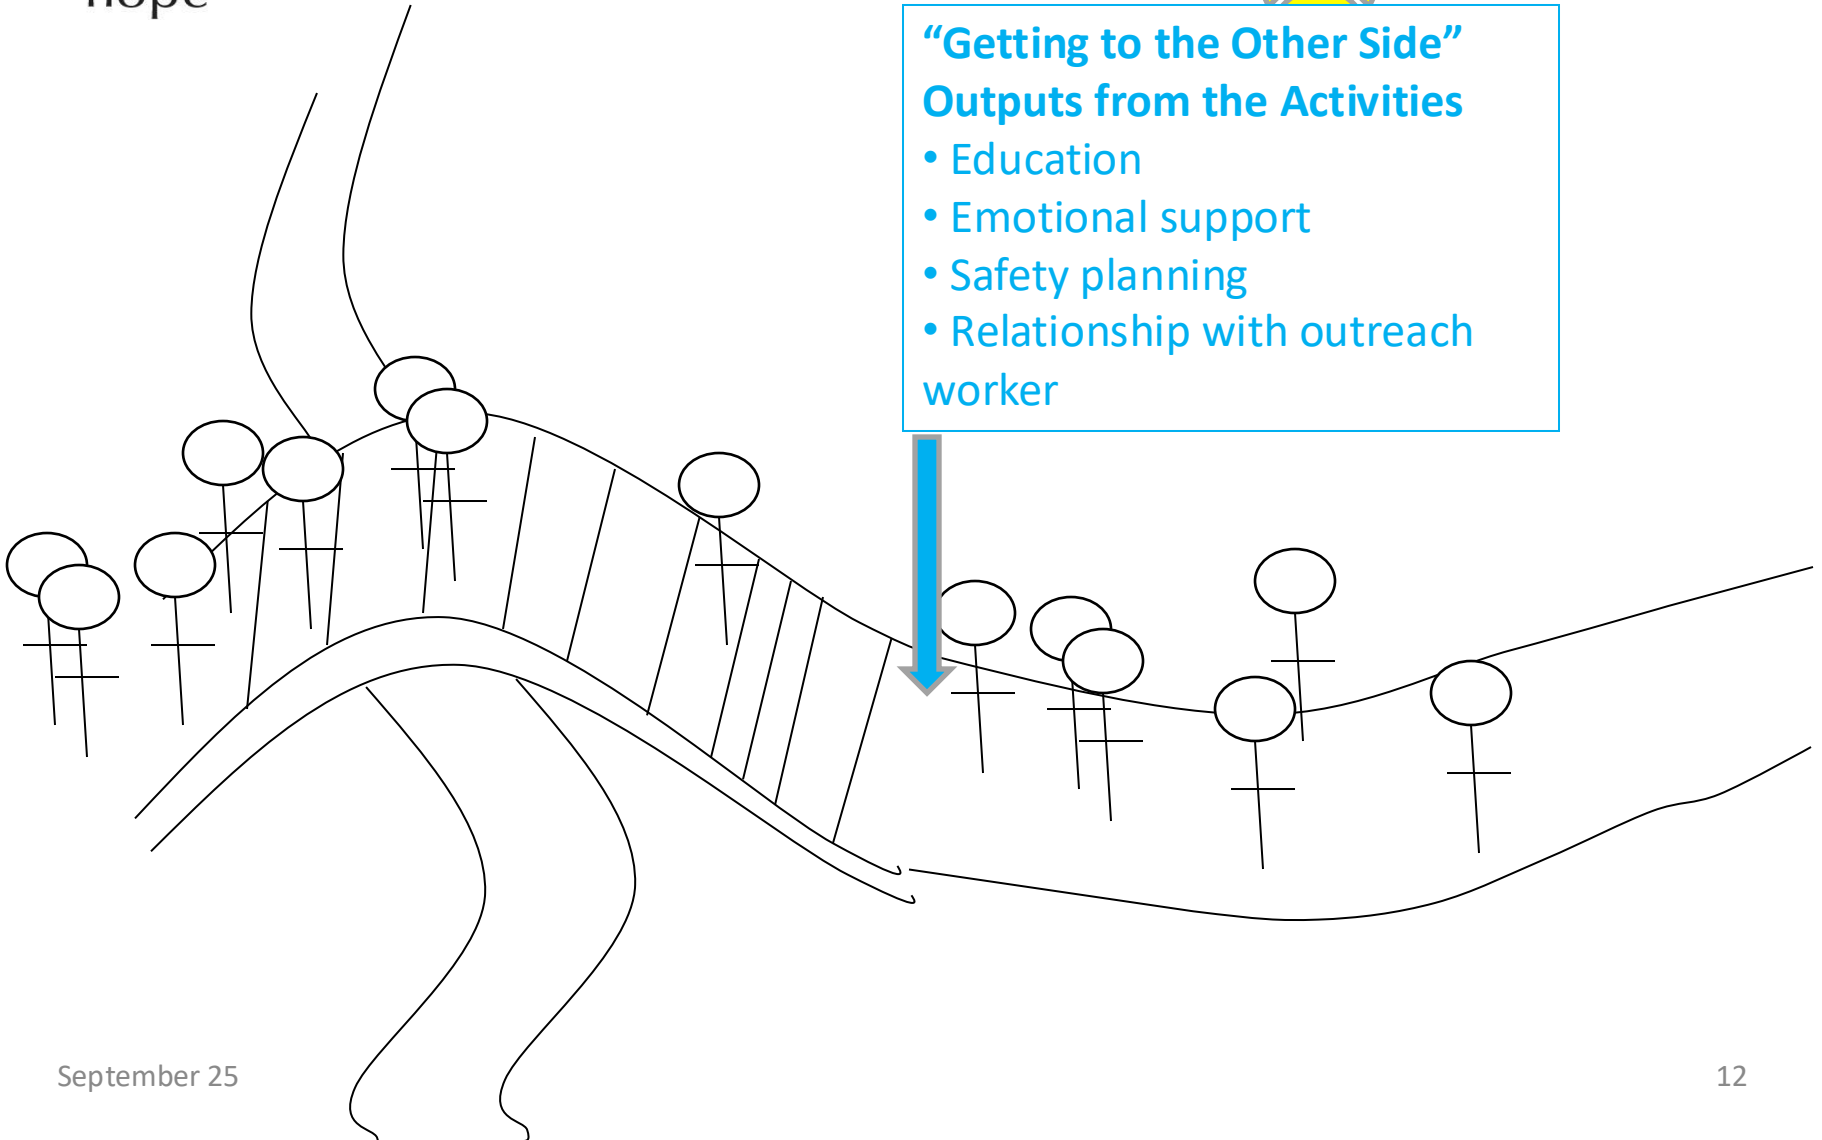 hope
“Getting to the Other Side”
Outputs from the Activities
• Education
• Emotional support
• Safety planning
• Relationship with outreach
worker
September 25
12